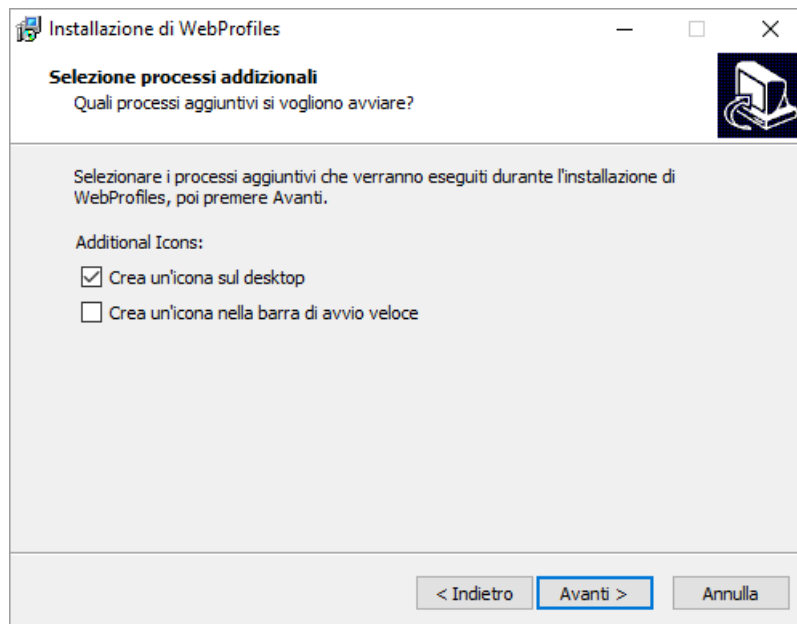 Installazione di WebProfiles
Selezione processi addizionali
Quali processi aggiuntivi si vogliono avviare?
Selezionare i processi aggiuntivi che verranno eseguiti durante l'installazione di
WebProfiles, poi premere Avanti.
Additional Icons:
Crea un'icona sul desktop
Crea un'icona nella barra di avvio veloce
< Indietro Avanti > Annulla